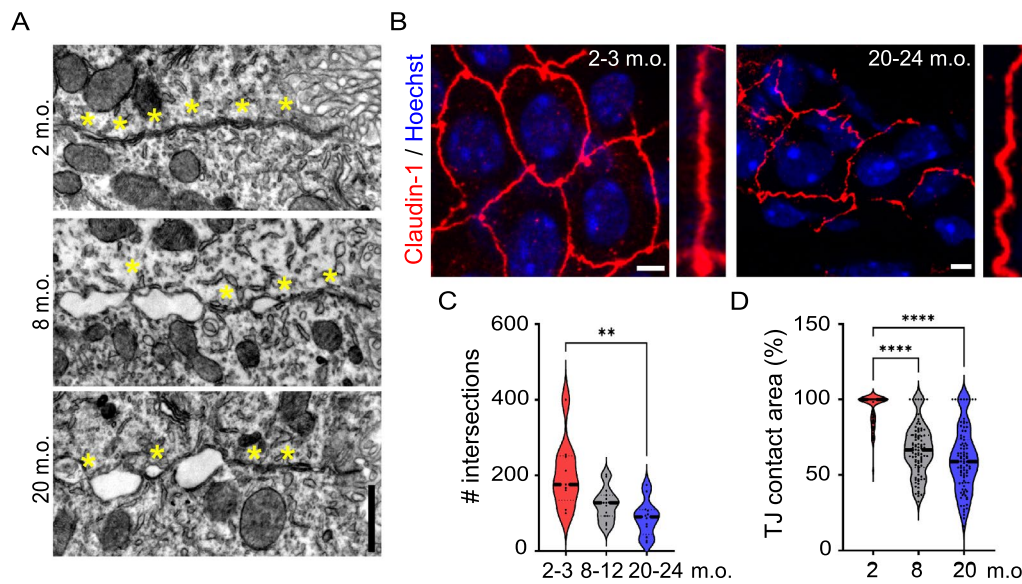 A
2 m.o.
8 m.o.
20 m.o.
B
Claudin-1 / Hoechst
2-3 m.o.
20-24 m.o.
C
# intersections
600
400
200
0
**
2-3 8-12 20-24 m.o.
D
TJ contact area (%)
150
100
50
0
****
****
2 8 20 m.o.